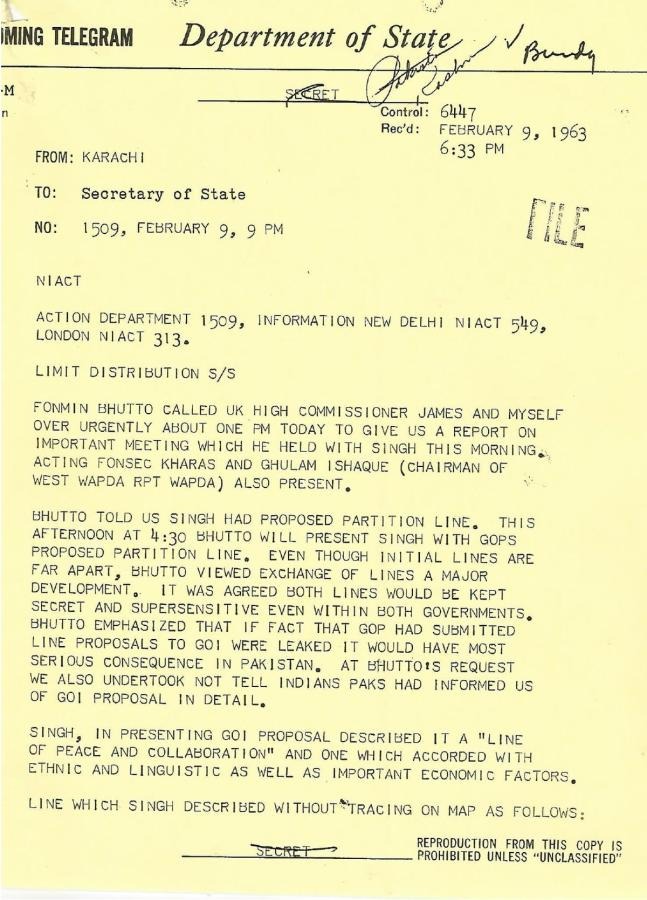 OMING TELEGRAM Department of State
Bundy
-M
n
SECRET
Control: 6447
Rec'd: FEBRUARY 9, 1963
6:33 PM
FROM: KARACHI
TO: Secretary of State
NO: 1509, FEBRUARY 9, 9 PM
FILE
NIACT
ACTION DEPARTMENT 1509, INFORMATION NEW DELHI NIACT 549,
LONDON NIACT 313.
LIMIT DISTRIBUTION S/S
FONMIN BHUTTO CALLED UK HIGH COMMISSIONER JAMES AND MYSELF
OVER URGENTLY ABOUT ONE PM TODAY TO GIVE US A REPORT ON
IMPORTANT MEETING WHICH HE HELD WITH SINGH THIS MORNING.
ACTING FONSEC KHARAS AND GHULAM ISHAQUE (CHAIRMAN OF
WEST WAPDA RPT WAPDA) ALSO PRESENT.
BHUTTO TOLD US SINGH HAD PROPOSED PARTITION LINE. THIS
AFTERNOON AT 4:30 BHUTTO WILL PRESENT SINGH WITH GOPS
PROPOSED PARTITION LINE. EVEN THOUGH INITIAL LINES ARE
FAR APART, BHUTTO VIEWED EXCHANGE OF LINES A MAJOR
DEVELOPMENT. IT WAS AGREED BOTH LINES WOULD BE KEPT
SECRET AND SUPERSENSITIVE EVEN WITHIN BOTH GOVERNMENTS.
BHUTTO EMPHASIZED THAT IF FACT THAT GOP HAD SUBMITTED
LINE PROPOSALS TO GOI WERE LEAKED IT WOULD HAVE MOST
SERIOUS CONSEQUENCE IN PAKISTAN. AT BHUTTO'S REQUEST
WE ALSO UNDERTOOK NOT TELL INDIANS PAKS HAD INFORMED US
OF GOI PROPOSAL IN DETAIL.
SINGH, IN PRESENTING GOI PROPOSAL DESCRIBED IT A "LINE
OF PEACE AND COLLABORATION" AND ONE WHICH ACCORDED WITH
ETHNIC AND LINGUISTIC AS WELL AS IMPORTANT ECONOMIC FACTORS.
LINE WHICH SINGH DESCRIBED WITHOUT TRACING ON MAP AS FOLLOWS:
SECRET
REPRODUCTION FROM THIS COPY IS
PROHIBITED UNLESS "UNCLASSIFIED"